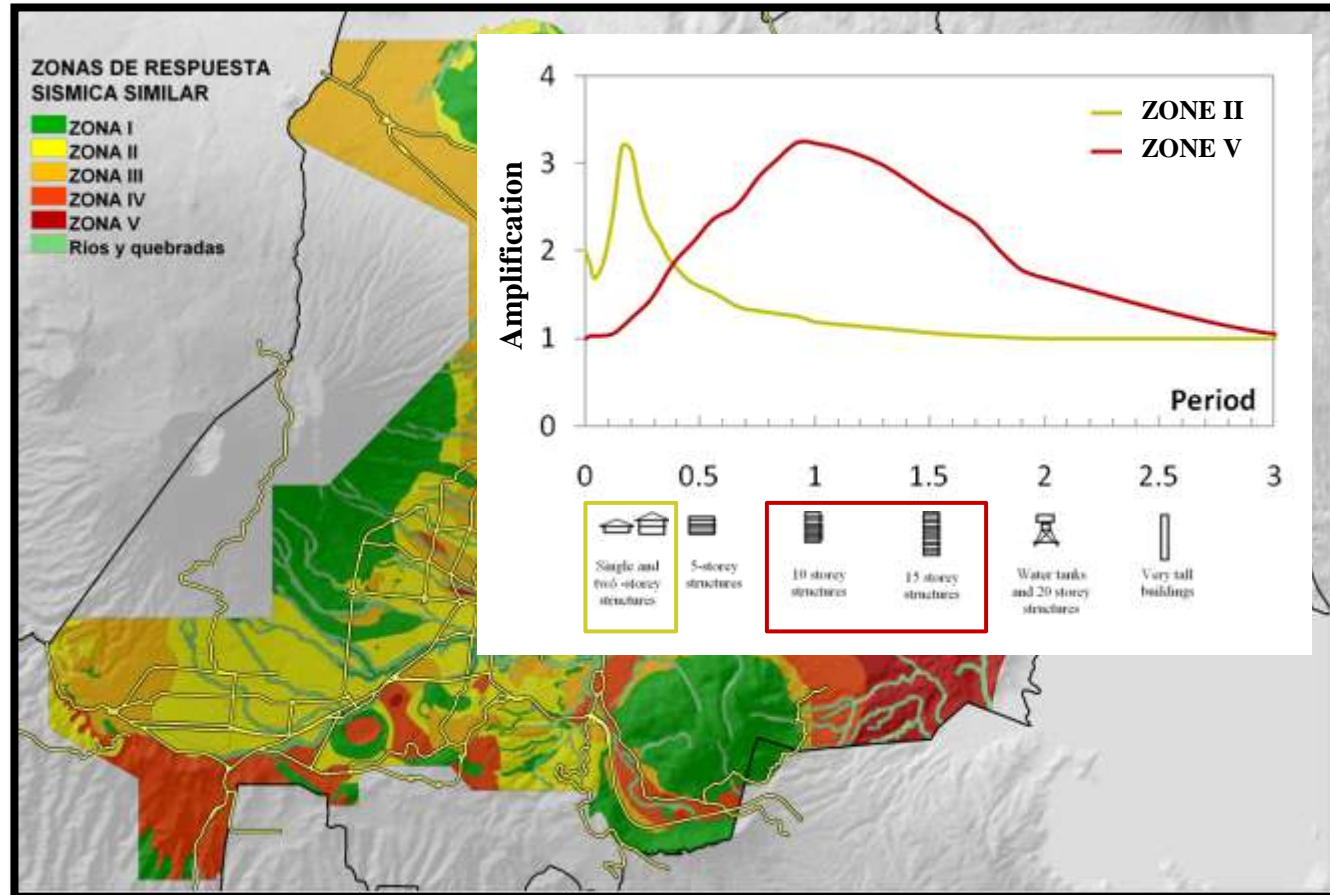 ZONAS DE RESPUESTA
SISMICA SIMILAR
ZONA I
ZONA II
ZONA III
ZONA IV
ZONA V
Rios y quebradas
4
3
2
1
0
Amplification
ZONE II
ZONE V
Period
0 0.5 1 1.5 2 2.5 3
Single and
two -storey
structures
5-storey
structures
10 storey
structures
15 storey
structures
Water tanks
and 20 storey
structures
Very tall
buildings